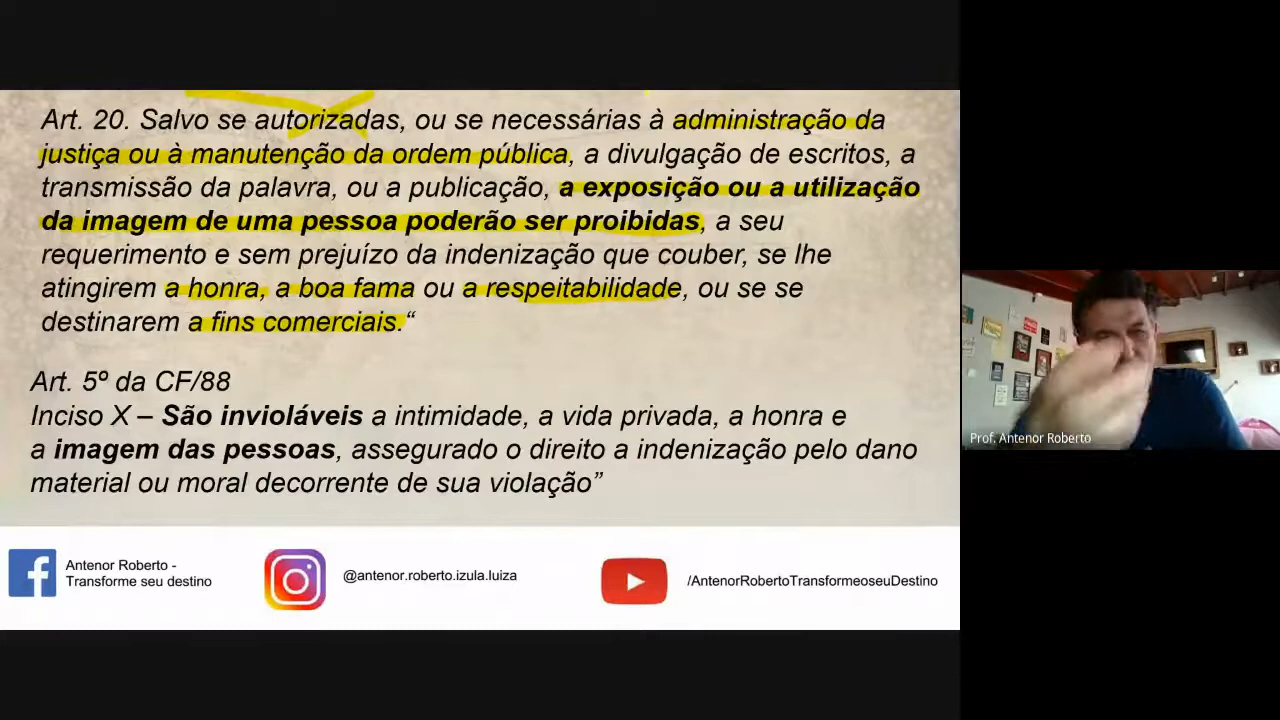 Art. 20. Salvo se autorizadas, ou se necessárias à administração da
justiça ou à manutenção da ordem pública, a divulgação de escritos, a
transmissão da palavra, ou a publicação, a exposição ou a utilização
da imagem de uma pessoa poderão ser proibidas, a seu
requerimento e sem prejuízo da indenização que couber, se lhe
atingirem a honra, a boa fama ou a respeitabilidade, ou se se
destinarem a fins comerciais.“
Art. 5º da CF/88
Inciso X – São invioláveis a intimidade, a vida privada, a honra e
a imagem das pessoas, assegurado o direito a indenização pelo dano
material ou moral decorrente de sua violação”
Antenor Roberto -
Transforme seu destino
@antenor.roberto.izula.luiza
/AntenorRobertoTransformeoseuDestino
Prof. Antenor Roberto